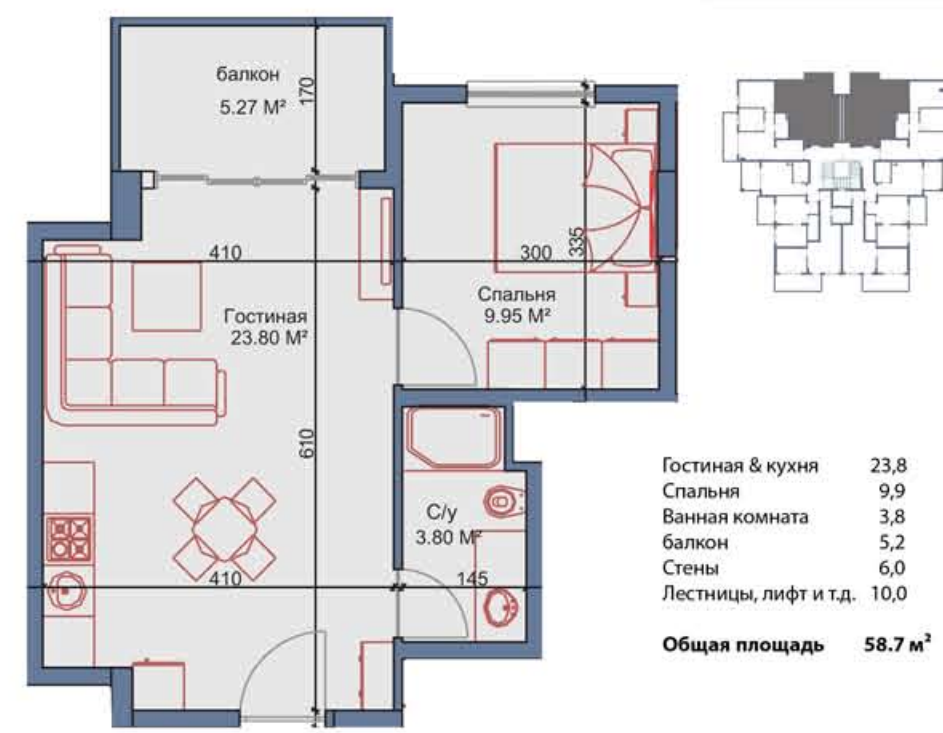 балкон
5.27 М²
170
410
300
335
Спальня
9.95 М²
Гостиная
23.80 М²
610
С/у
3.80 М²
410
145
Гостиная & кухня 23,8
Спальня 9,9
Ванная комната 3,8
балкон 5,2
Стены 6,0
Лестницы, лифт и т.д. 10,0
Общая площадь 58.7 м²